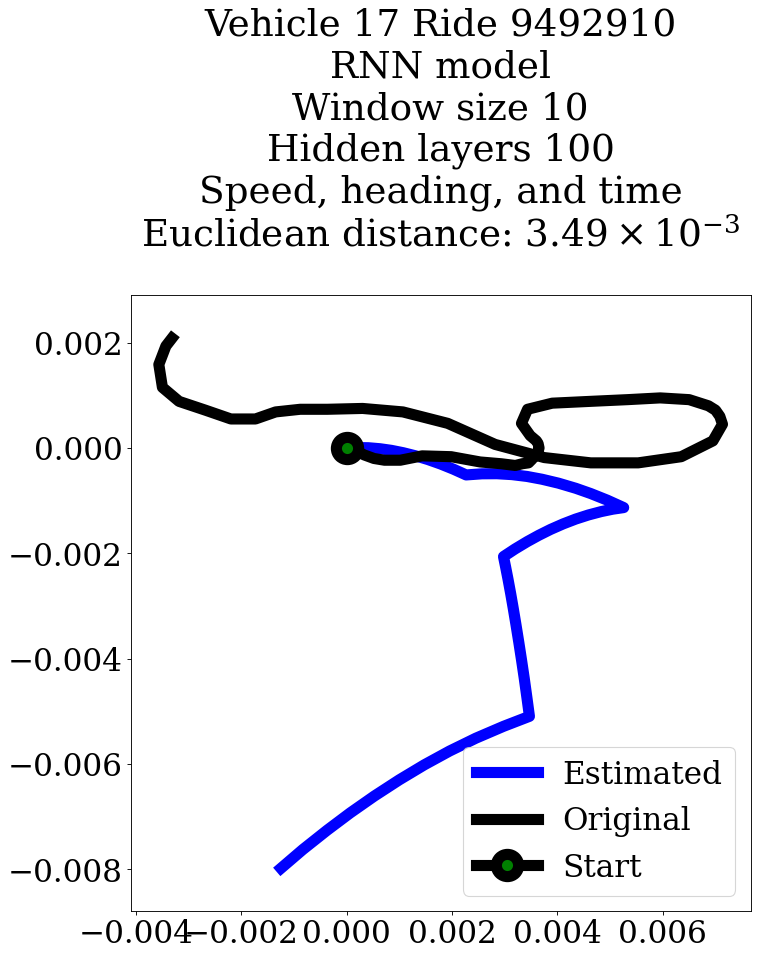 Vehicle 17 Ride 9492910
RNN model
Window size 10
Hidden layers 100
Speed, heading, and time
Euclidean distance: 3.49 × 10⁻³
0.002
0.000
−0.002
−0.004
−0.006
−0.008
Estimated
Original
Start
−0.004 −0.002 0.000 0.002 0.004 0.006